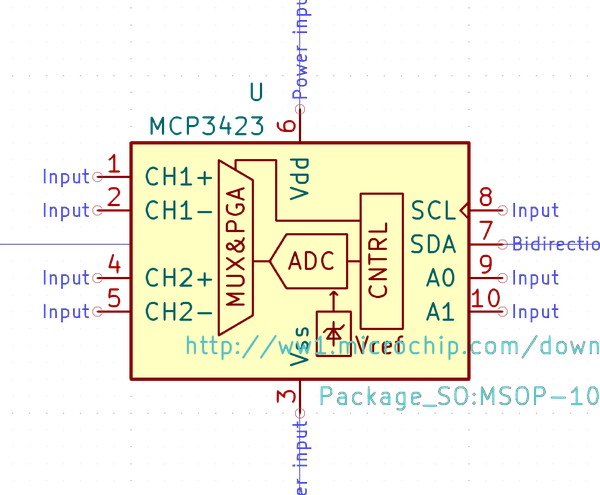 Power input
U
MCP3423
6
Vdd
Input 1 CH1+
Input 2 CH1-
Input 4 CH2+
Input 5 CH2-
MUX&PGA
ADC
CNTRL
SCL 8 Input
SDA 7 Bidirectio
A0 9 Input
A1 10 Input
Vss
Vref
http://ww1.microchip.com/down
Package_SO:MSOP-10
3
er input